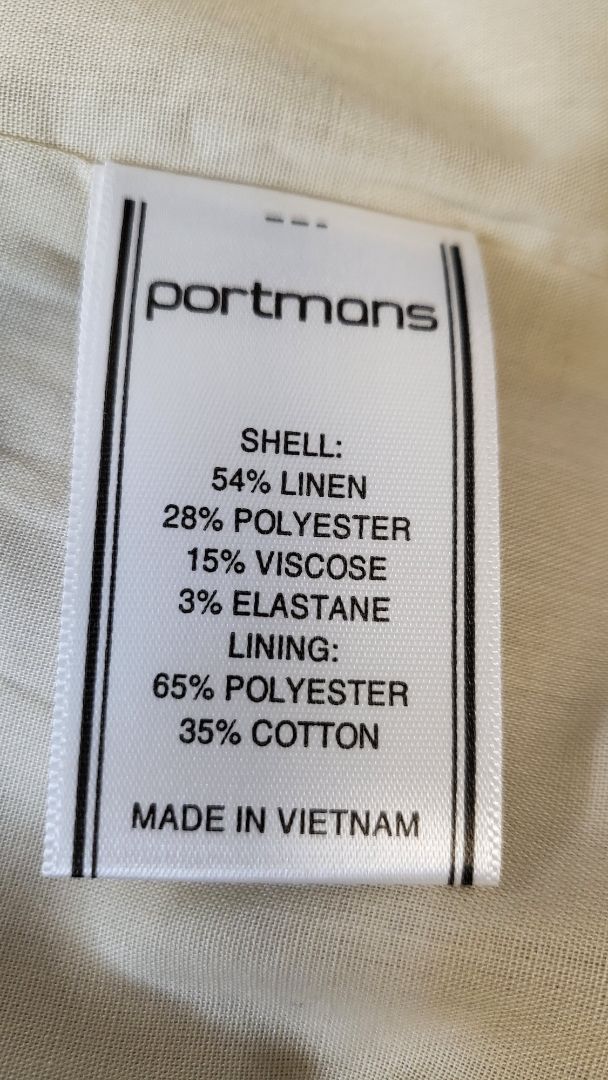 portmans
SHELL:
54% LINEN
28% POLYESTER
15% VISCOSE
3% ELASTANE
LINING:
65% POLYESTER
35% COTTON
MADE IN VIETNAM